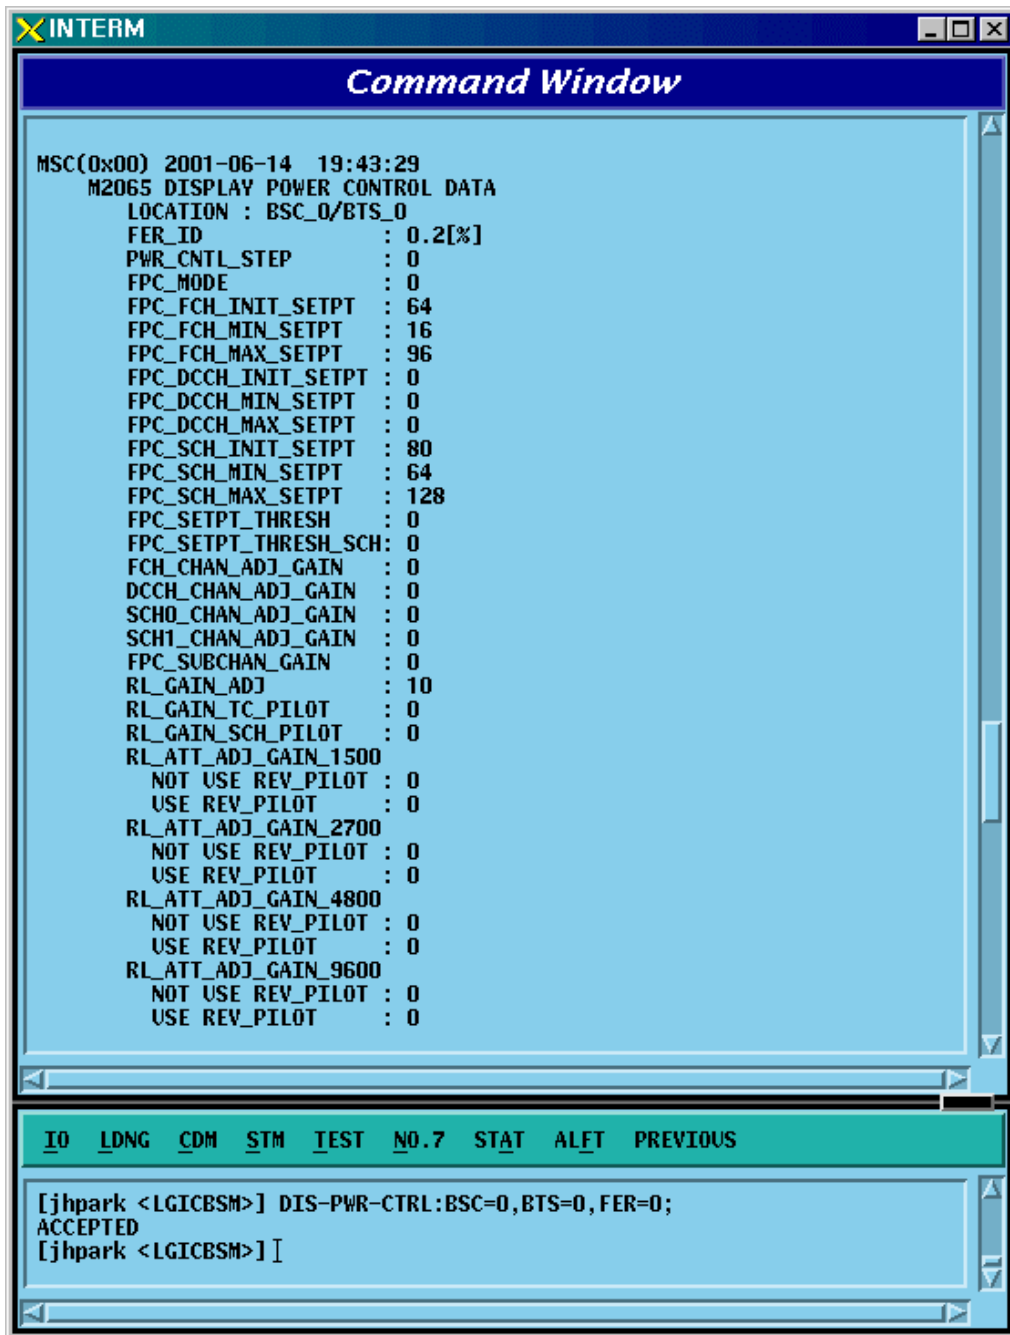 INTERM
Command Window
MSC(0x00) 2001-06-14  19:43:29
M2065 DISPLAY POWER CONTROL DATA
LOCATION : BSC_0/BTS_0
FER_ID : 0.2[%]
PWR_CNTL_STEP : 0
FPC_MODE : 0
FPC_FCH_INIT_SETPT : 64
FPC_FCH_MIN_SETPT : 16
FPC_FCH_MAX_SETPT : 96
FPC_DCCH_INIT_SETPT : 0
FPC_DCCH_MIN_SETPT : 0
FPC_DCCH_MAX_SETPT : 0
FPC_SCH_INIT_SETPT : 80
FPC_SCH_MIN_SETPT : 64
FPC_SCH_MAX_SETPT : 128
FPC_SETPT_THRESH : 0
FPC_SETPT_THRESH_SCH: 0
FCH_CHAN_ADJ_GAIN : 0
DCCH_CHAN_ADJ_GAIN : 0
SCH0_CHAN_ADJ_GAIN : 0
SCH1_CHAN_ADJ_GAIN : 0
FPC_SUBCHAN_GAIN : 0
RL_GAIN_ADJ : 10
RL_GAIN_TC_PILOT : 0
RL_GAIN_SCH_PILOT : 0
RL_ATT_ADJ_GAIN_1500
NOT USE REV_PILOT : 0
USE REV_PILOT : 0
RL_ATT_ADJ_GAIN_2700
NOT USE REV_PILOT : 0
USE REV_PILOT : 0
RL_ATT_ADJ_GAIN_4800
NOT USE REV_PILOT : 0
USE REV_PILOT : 0
RL_ATT_ADJ_GAIN_9600
NOT USE REV_PILOT : 0
USE REV_PILOT : 0
IO LDNG CDM STM TEST NO.7 STAT ALFT PREVIOUS
[jhpark <LGICBSM>] DIS-PWR-CTRL:BSC=0,BTS=0,FER=0;
ACCEPTED
[jhpark <LGICBSM>]